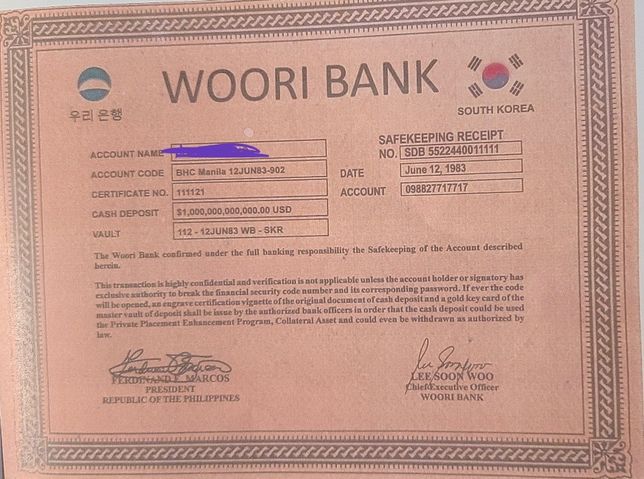 WOORI BANK
우리 은행
SOUTH KOREA
SAFEKEEPING RECEIPT
ACCOUNT NAME
NO. SDB 5522440011111
ACCOUNT CODE BHC Manila 12JUN83-902
DATE June 12, 1983
CERTIFICATE NO. 111121
ACCOUNT 098827717717
CASH DEPOSIT $1,000,000,000,000.00 USD
VAULT 112 - 12JUN83 WB - SKR
The Woori Bank confirmed under the full banking responsibility the Safekeeping of the Account described
herein.
This transaction is highly confidential and verification is not applicable unless the account holder or signatory has
exclusive authority to break the financial security code number and its corresponding password. If ever the code
will be opened, an engrave certification vignette of the original document of cash deposit and a gold key card of the
master vault of deposit shall be issue by the authorized bank officers in order that the cash deposit could be used
the Private Placement Enhancement Program, Collateral Asset and could even be withdrawn as authorized by
law.
FERDINAND E. MARCOS
PRESIDENT
REPUBLIC OF THE PHILIPPINES
LEE SOON WOO
Chief Executive Officer
WOORI BANK